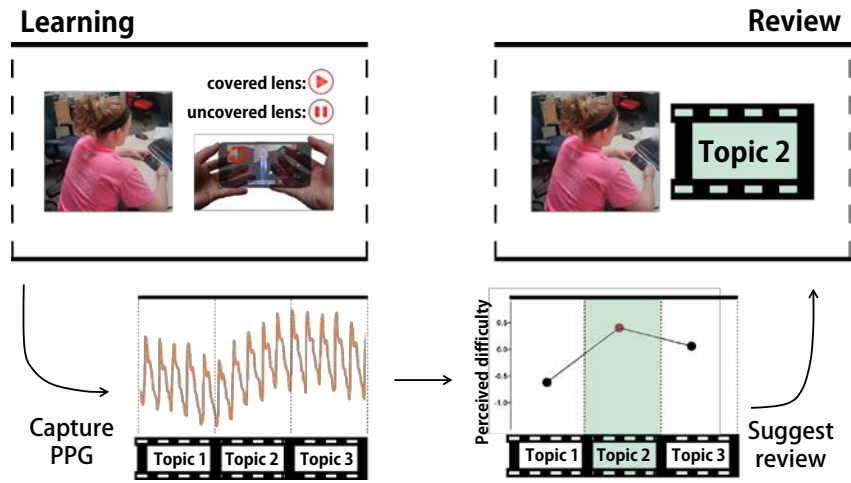 Learning
covered lens:
uncovered lens:
Review
Topic 2
Capture
PPG
Topic 1
Topic 2
Topic 3
Perceived difficulty
0.5
0.0
-0.5
-1.0
Topic 1
Topic 2
Topic 3
Suggest
review